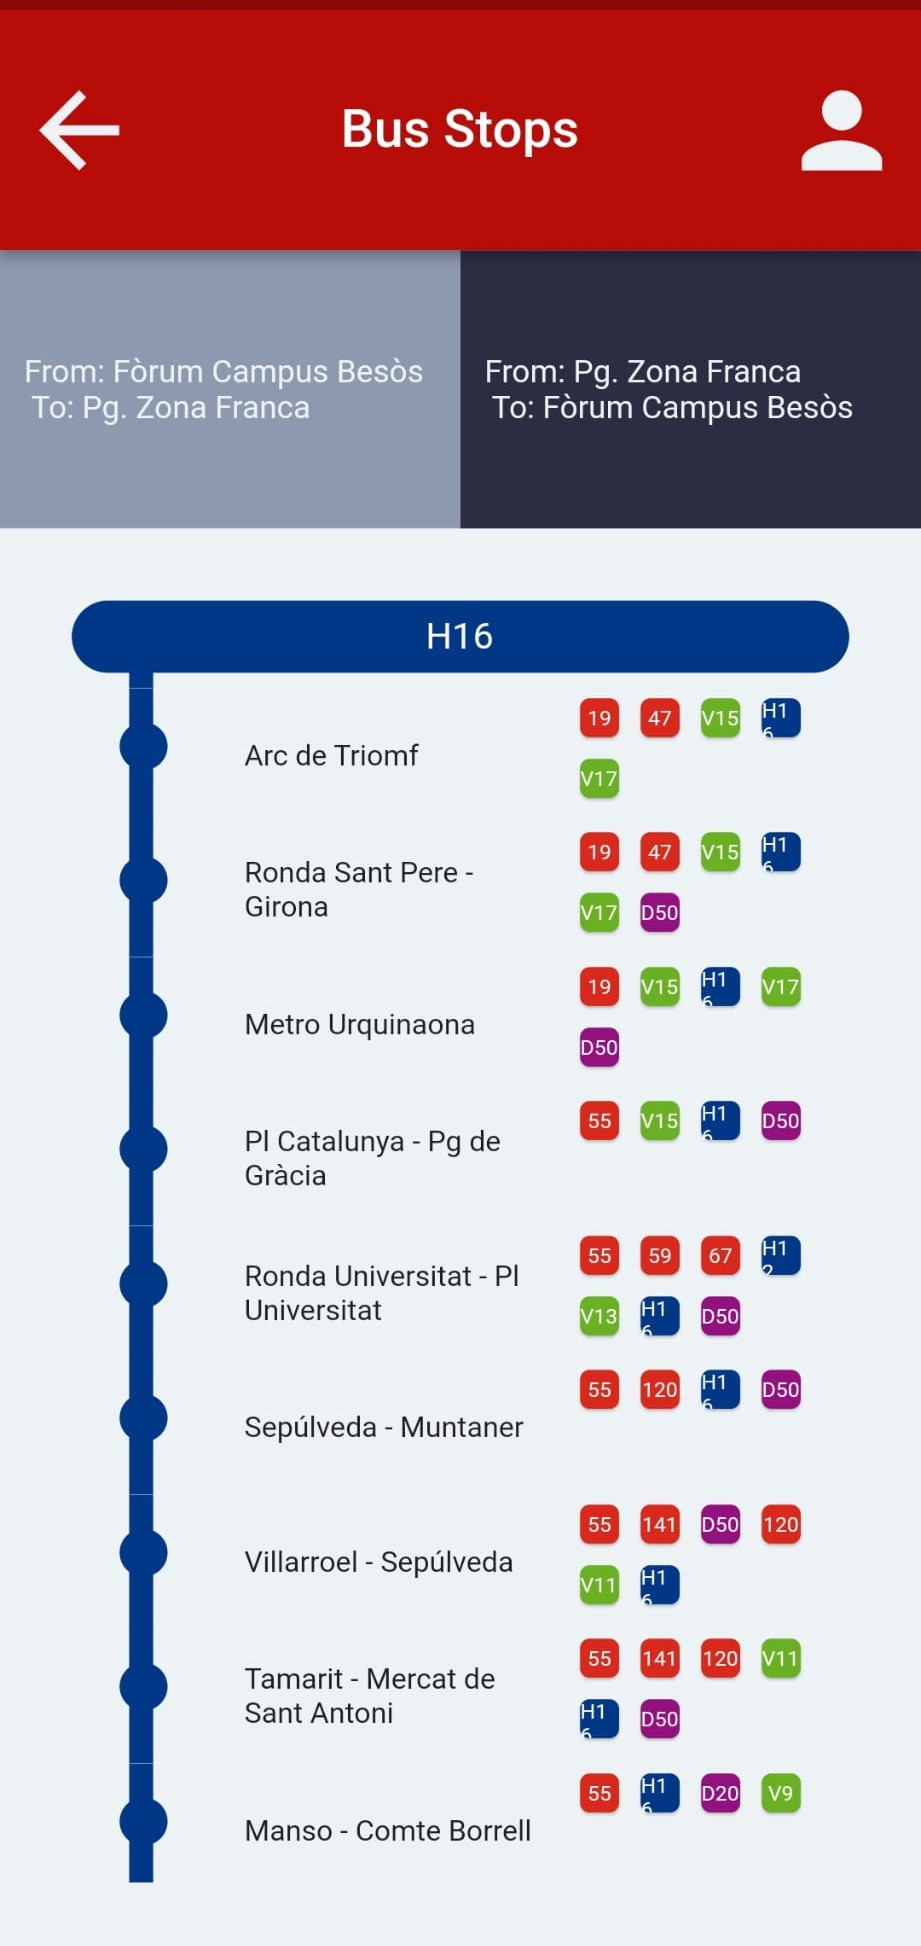 Bus Stops
From: Fòrum Campus Besòs
To: Pg. Zona Franca
From: Pg. Zona Franca
To: Fòrum Campus Besòs
H16
Arc de Triomf
19 47 V15 H16
V17
Ronda Sant Pere -
Girona
19 47 V15 H16
V17 D50
Metro Urquinaona
19 V15 H16 V17
D50
Pl Catalunya - Pg de
Gràcia
55 V15 H16 D50
Ronda Universitat - Pl
Universitat
55 59 67 H12
V13 H16 D50
Sepúlveda - Muntaner
55 120 H16 D50
Villarroel - Sepúlveda
55 141 D50 120
V11 H16
Tamarit - Mercat de
Sant Antoni
55 141 120 V11
H16 D50
Manso - Comte Borrell
55 H16 D20 V9